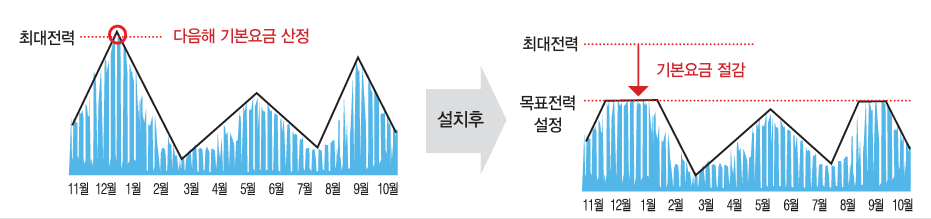 최대전력
다음해 기본요금 산정
11월 12월 1월 2월 3월 4월 5월 6월 7월 8월 9월 10월
설치후
최대전력
기본요금 절감
목표전력
설정
11월 12월 1월 2월 3월 4월 5월 6월 7월 8월 9월 10월